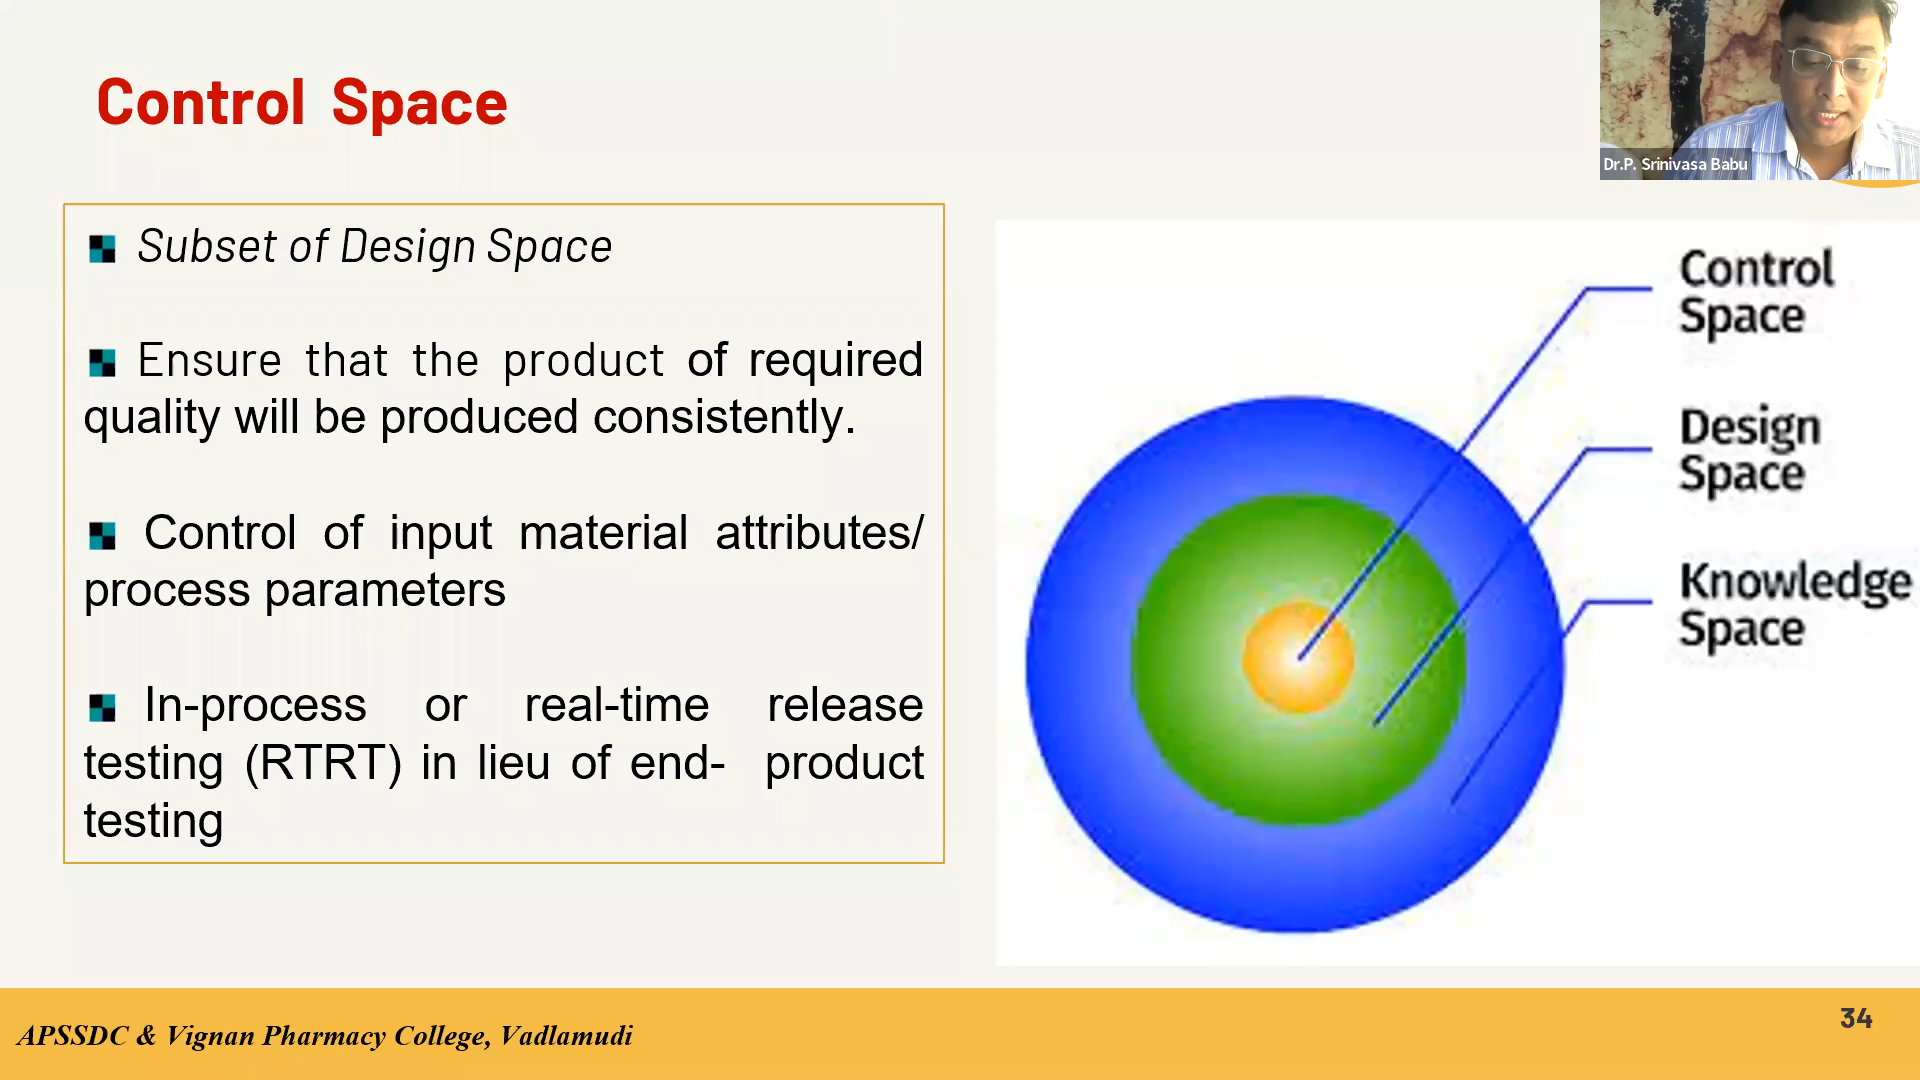 Control Space
Dr.P. Srinivasa Babu
Subset of Design Space
Ensure that the product of required
quality will be produced consistently.
Control of input material attributes/
process parameters
In-process or real-time release
testing (RTRT) in lieu of end- product
testing
Control
Space
Design
Space
Knowledge
Space
APSSDC & Vignan Pharmacy College, Vadlamudi
34